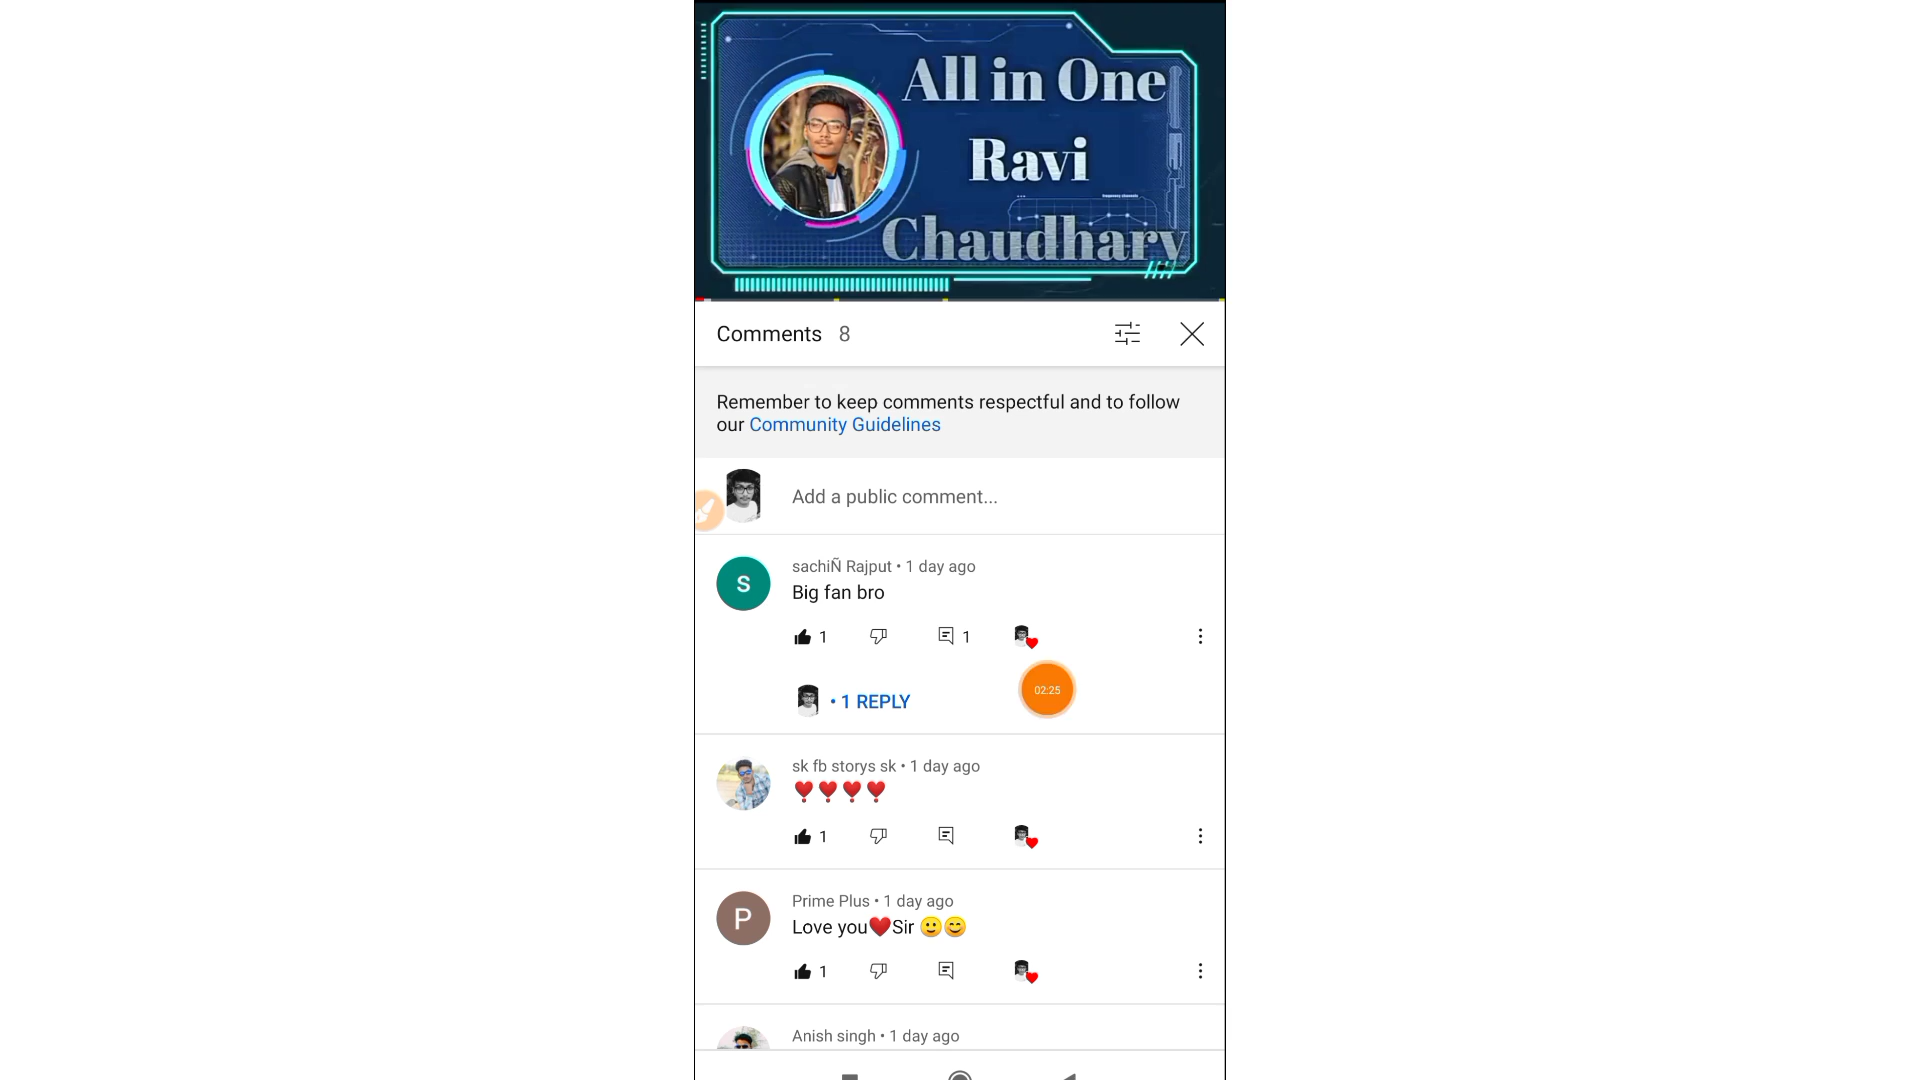 All in One
Ravi
Chaudhary
Comments 8
Remember to keep comments respectful and to follow
our Community Guidelines
Add a public comment...
S
sachiÑ Rajput • 1 day ago
Big fan bro
1
1
• 1 REPLY
02:25
sk fb storys sk • 1 day ago
❣️❣️❣️❣️
1
P
Prime Plus • 1 day ago
Love you❤️Sir 🙂😊
1
Anish singh • 1 day ago